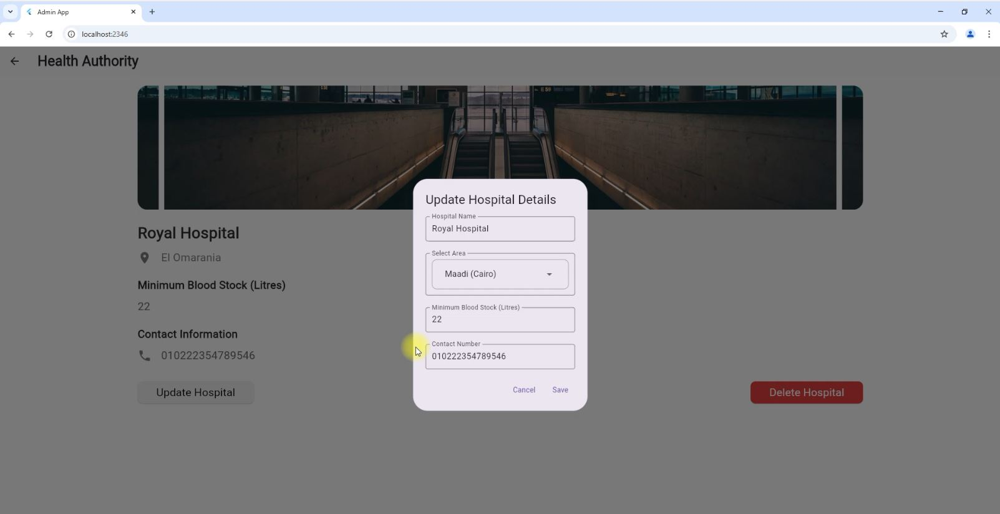 Admin App
localhost:2346
Health Authority
E59
Update Hospital Details
Hospital Name
Royal Hospital
Select Area
Maadi (Cairo)
Minimum Blood Stock (Litres)
22
Contact Number
010222354789546
Cancel Save
Royal Hospital
El Omarania
Minimum Blood Stock (Litres)
22
Contact Information
010222354789546
Update Hospital
Delete Hospital